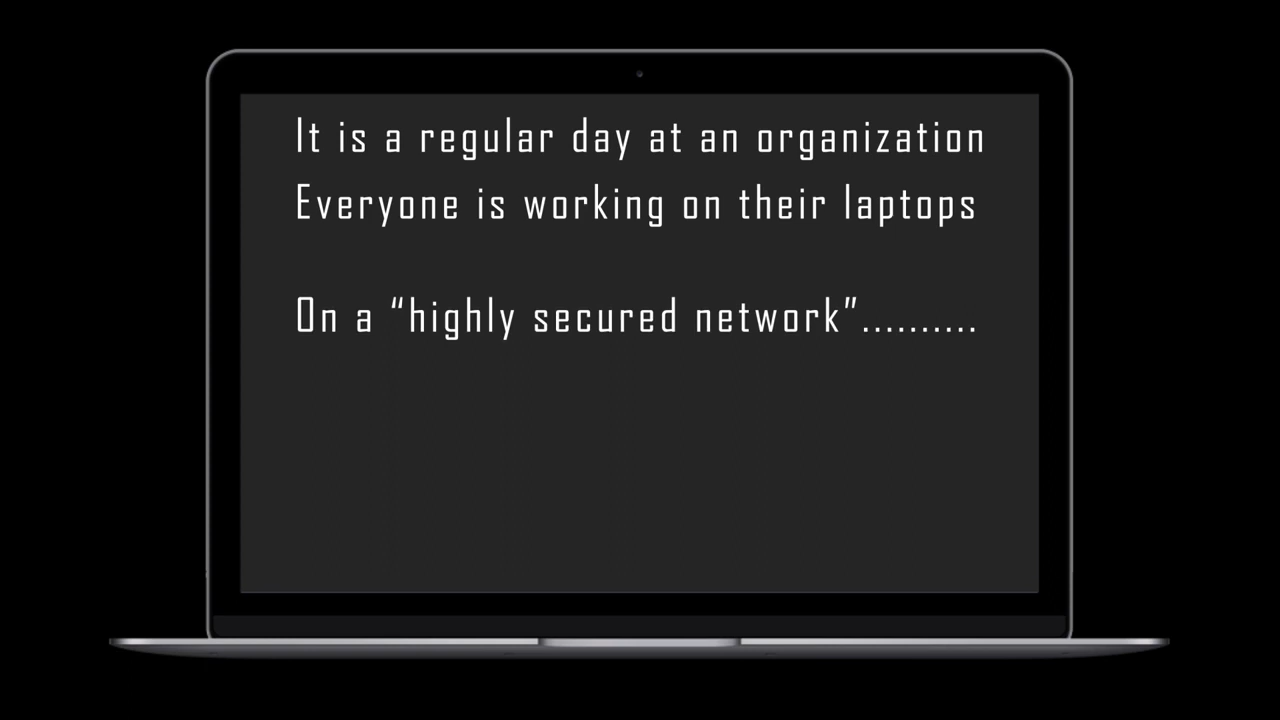 It is a regular day at an organization
Everyone is working on their laptops
On a “highly secured network”..........